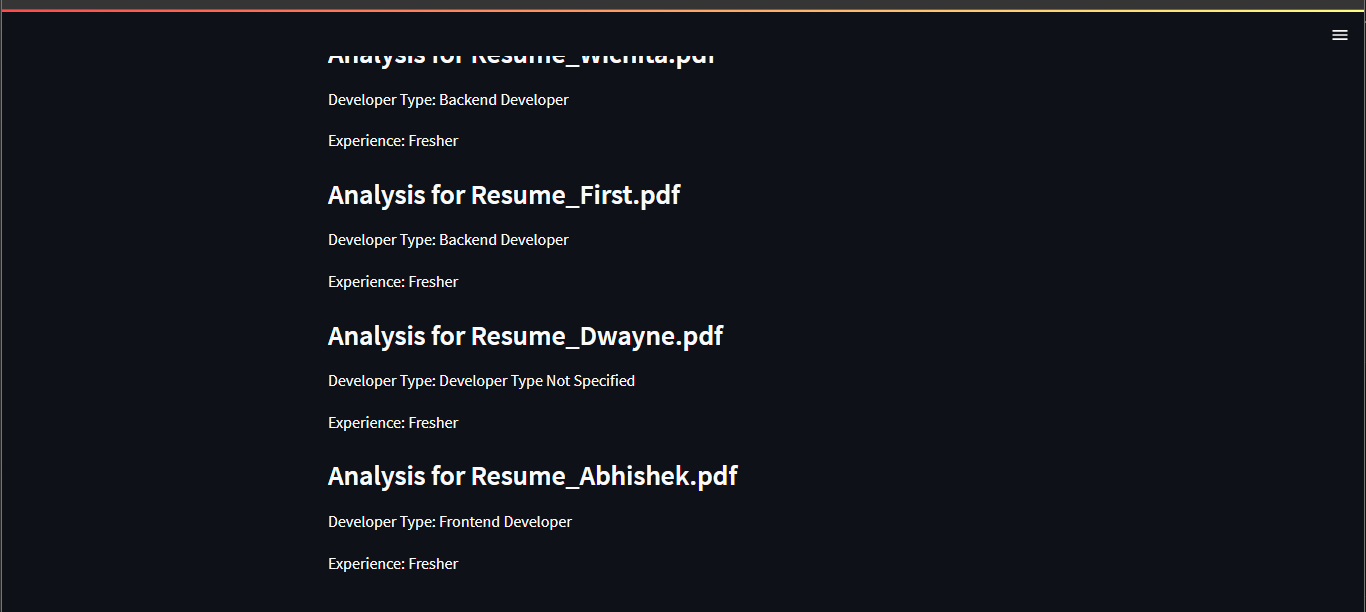 Analysis for Resume_Wichita.pdf
Developer Type: Backend Developer
Experience: Fresher
Analysis for Resume_First.pdf
Developer Type: Backend Developer
Experience: Fresher
Analysis for Resume_Dwayne.pdf
Developer Type: Developer Type Not Specified
Experience: Fresher
Analysis for Resume_Abhishek.pdf
Developer Type: Frontend Developer
Experience: Fresher